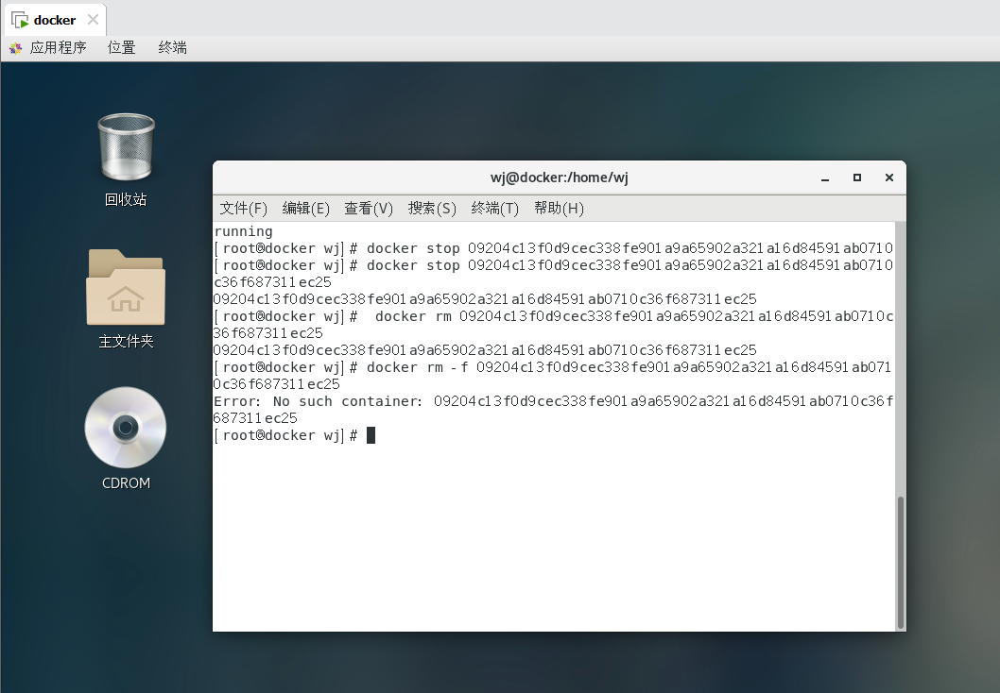 docker
应用程序 位置 终端
回收站
主文件夹
CDROM
wj@docker:/home/wj
文件(F) 编辑(E) 查看(V) 搜索(S) 终端(T) 帮助(H)
running
[root@docker wj]# docker stop 09204c13f0d9cec338fe901a9a65902a321a16d84591ab0710
[root@docker wj]# docker stop 09204c13f0d9cec338fe901a9a65902a321a16d84591ab0710
c36f687311ec25
09204c13f0d9cec338fe901a9a65902a321a16d84591ab0710c36f687311ec25
[root@docker wj]#  docker rm 09204c13f0d9cec338fe901a9a65902a321a16d84591ab0710c
36f687311ec25
09204c13f0d9cec338fe901a9a65902a321a16d84591ab0710c36f687311ec25
[root@docker wj]# docker rm -f 09204c13f0d9cec338fe901a9a65902a321a16d84591ab071
0c36f687311ec25
Error: No such container: 09204c13f0d9cec338fe901a9a65902a321a16d84591ab0710c36f
687311ec25
[root@docker wj]#